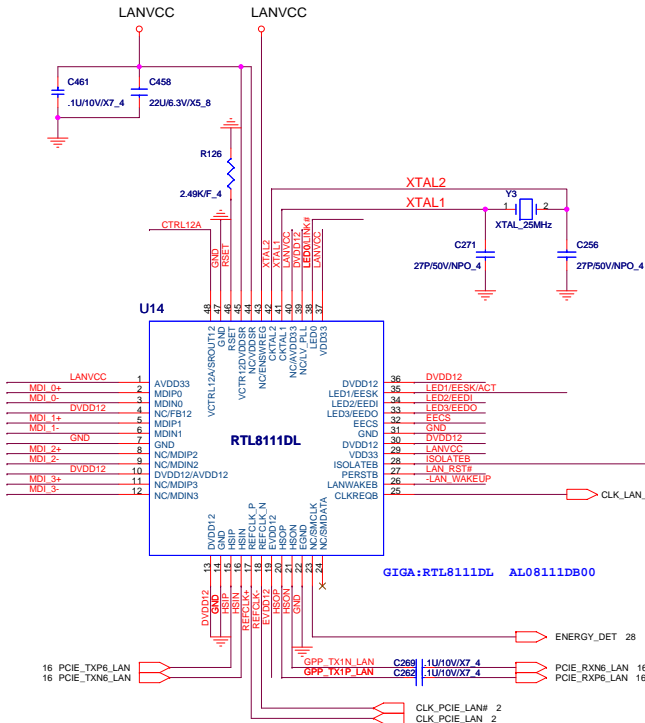 LANVCC
LANVCC
C461
.1U/10V/X7_4
C458
22U/6.3V/X5_8
R126
2.49K/F_4
XTAL2
XTAL1
Y3
1
2
XTAL_25MHz
C271
27P/50V/NPO_4
C256
27P/50V/NPO_4
CTRL12A
GND
RSET
XTAL2
XTAL1
LANVCC
DVDD12
LED0/LINK#
LANVCC
U14
48
47
46
45
44
43
42
41
40
39
38
37
VCTRL12A/SROUT12
GND
RSET
VCTR12DVDDSR
NC/VDDSR
NC/ENSWREG
CKTAL2
CKTAL1
NC/AVDD33
NC/LV_PLL
LED0
VDD33
LANVCC 1 AVDD33
MDI_0+ 2 MDIP0
MDI_0- 3 MDIN0
DVDD12 4 NC/FB12
MDI_1+ 5 MDIP1
MDI_1- 6 MDIN1
GND 7 GND
MDI_2+ 8 NC/MDIP2
MDI_2- 9 NC/MDIN2
DVDD12 10 DVDD12/AVDD12
MDI_3+ 11 NC/MDIP3
MDI_3- 12 NC/MDIN3
RTL8111DL
DVDD12 36 DVDD12
LED1/EESK 35 LED1/EESK/ACT
LED2/EEDI 34 LED2/EEDI
LED3/EEDO 33 LED3/EEDO
EECS 32 EECS
GND 31 GND
DVDD12 30 DVDD12
VDD33 29 LANVCC
ISOLATEB 28 ISOLATEB
PERSTB 27 LAN_RST#
LANWAKEB 26 -LAN_WAKEUP
CLKREQB 25
CLK_LAN_
DVDD12
GND
HSIP
HSIN
REFCLK_P
REFCLK_N
EVDD12
HSOP
HSON
EGND
NC/SMCLK
NC/SMDATA
13
14
15
16
17
18
19
20
21
22
23
24
DVDD12
GND
HSIP
HSIN
REFCLK+
REFCLK-
EVDD12
HSOP
HSON
GND
GIGA:RTL8111DL AL08111DB00
ENERGY_DET 28
16 PCIE_TXP6_LAN
16 PCIE_TXN6_LAN
GPP_TX1N_LAN C269 .1U/10V/X7_4 PCIE_RXN6_LAN 16
GPP_TX1P_LAN C262 .1U/10V/X7_4 PCIE_RXP6_LAN 16
CLK_PCIE_LAN# 2
CLK_PCIE_LAN 2